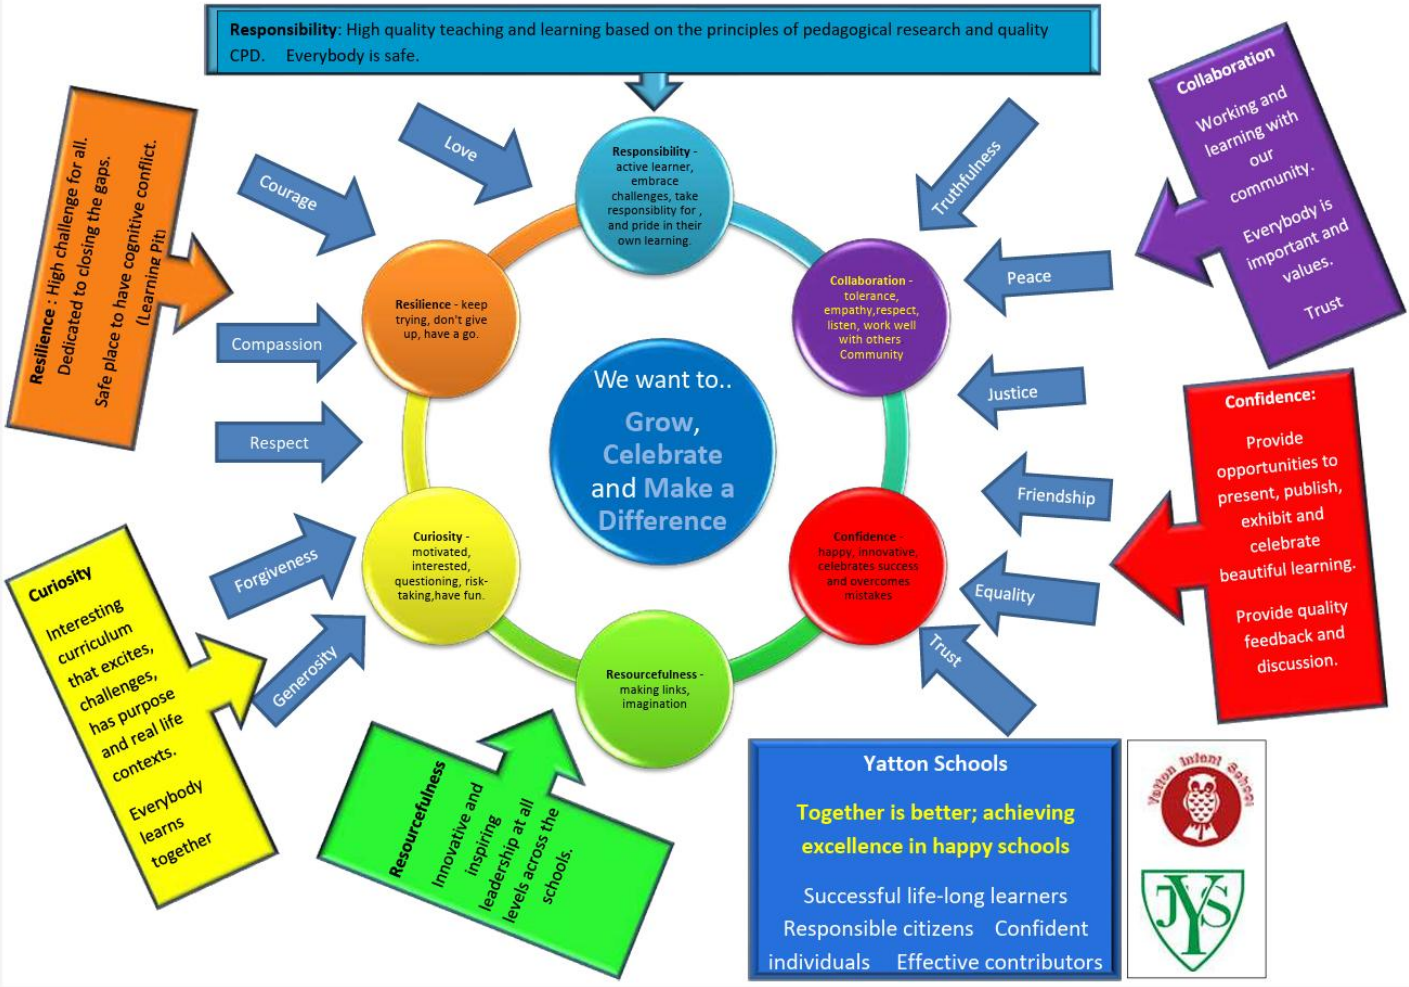 Responsibility: High quality teaching and learning based on the principles of pedagogical research and quality
CPD. Everybody is safe.
Resilience : High challenge for all.
Dedicated to closing the gaps.
Safe place to have cognitive conflict.
(Learning Pit)
Courage
Love
Compassion
Respect
Forgiveness
Generosity
Responsibility -
active learner,
embrace
challenges, take
responsiblity for ,
and pride in their
own learning.
Resilience - keep
trying, don't give
up, have a go.
Collaboration -
tolerance,
empathy,respect,
listen, work well
with others
Community
We want to..
Grow,
Celebrate
and Make a
Difference
Curiosity -
motivated,
interested,
questioning, risk-
taking,have fun.
Confidence -
happy, innovative,
celebrates success
and overcomes
mistakes
Resourcefulness -
making links,
imagination
Truthfulness
Peace
Justice
Friendship
Equality
Trust
Collaboration
Working and
learning with
our
community.
Everybody is
important and
values.
Trust
Confidence:
Provide
opportunities to
present, publish,
exhibit and
celebrate
beautiful learning.
Provide quality
feedback and
discussion.
Curiosity
Interesting
curriculum
that excites,
challenges,
has purpose
and real life
contexts.
Everybody
learns
together
Resourcefulness
Innovative and
inspiring
leadership at all
levels across the
schools.
Yatton Schools
Together is better; achieving
excellence in happy schools
Successful life-long learners
Responsible citizens Confident
individuals Effective contributors
Yatton Infant School
JYS